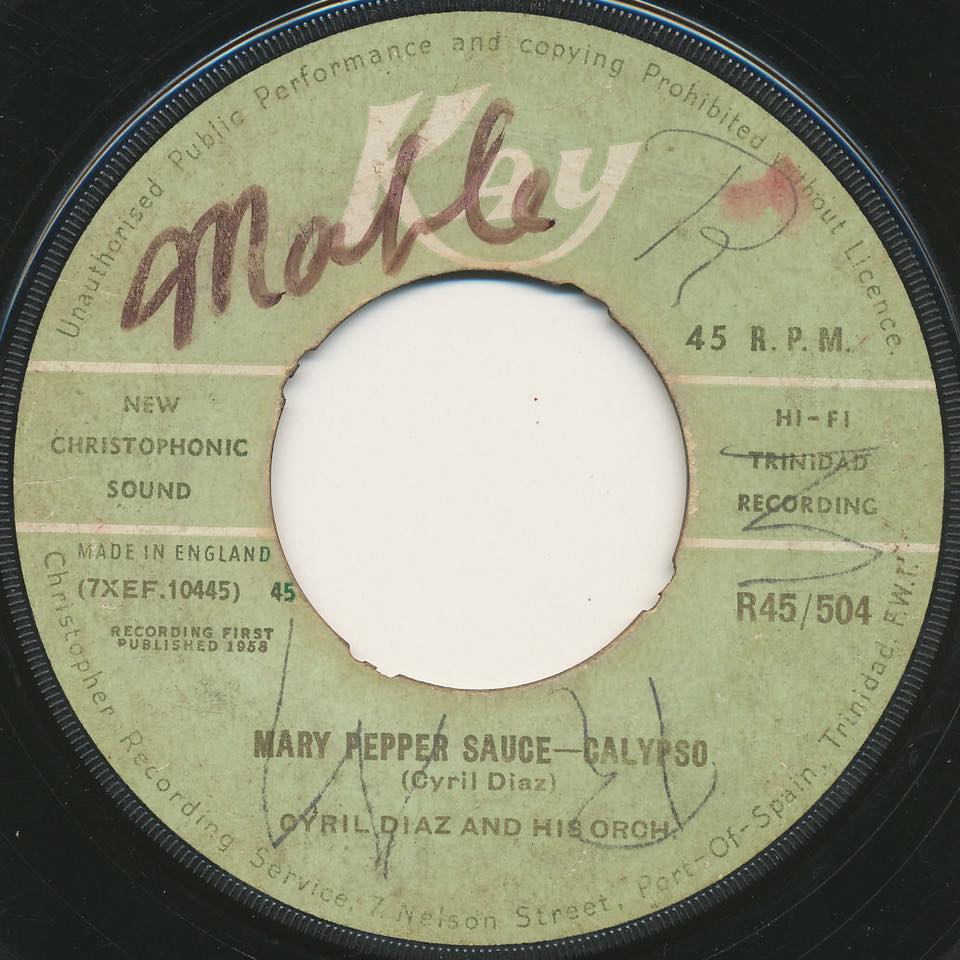 Unauthorised Public Performance and copying Prohibited without Licence.
Kay
Mable
R
45 R.P.M.
NEW
CHRISTOPHONIC
SOUND
HI-FI
TRINIDAD
RECORDING
MADE IN ENGLAND
(7XEF.10445) 45
RECORDING FIRST
PUBLISHED 1958
R45/504
MARY PEPPER SAUCE—CALYPSO
(Cyril Diaz)
CYRIL DIAZ AND HIS ORCH.
Christopher Recording Service, 7 Nelson Street, Port-Of-Spain, Trinidad F.W.I.